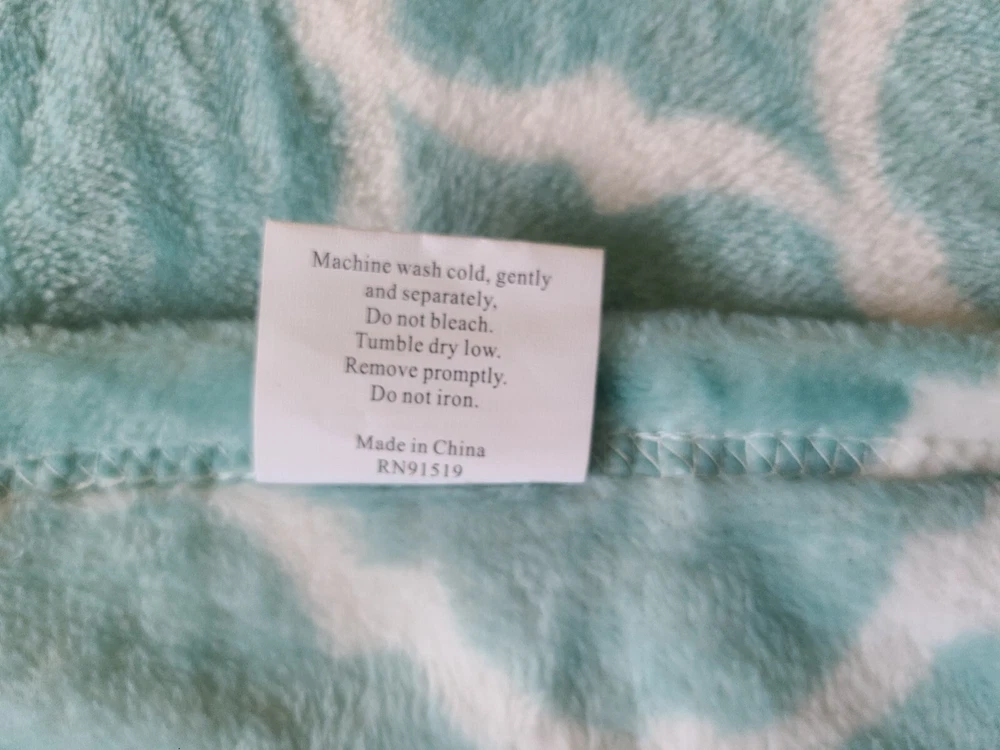 Machine wash cold, gently
and separately,
Do not bleach.
Tumble dry low.
Remove promptly.
Do not iron.
Made in China
RN91519